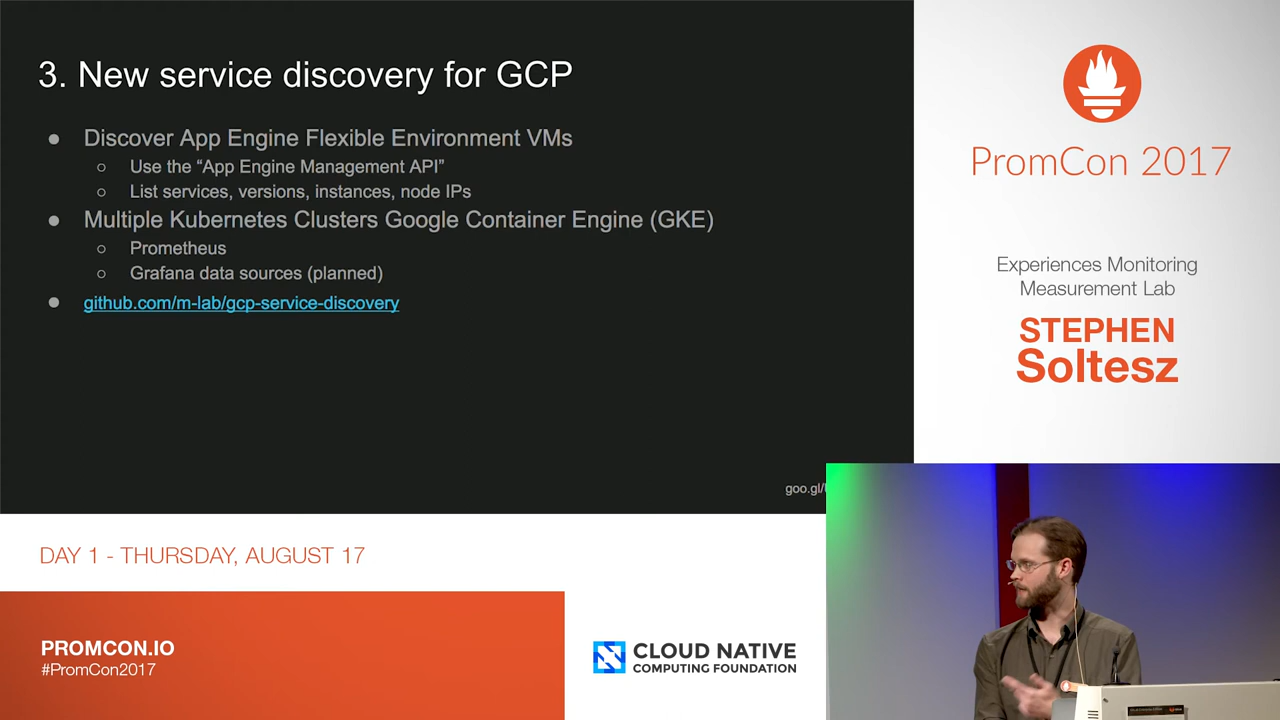 3. New service discovery for GCP
● Discover App Engine Flexible Environment VMs
○ Use the “App Engine Management API”
○ List services, versions, instances, node IPs
● Multiple Kubernetes Clusters Google Container Engine (GKE)
○ Prometheus
○ Grafana data sources (planned)
● github.com/m-lab/gcp-service-discovery
goo.gl/
PromCon 2017
Experiences Monitoring
Measurement Lab
STEPHEN
Soltesz
DAY 1 - THURSDAY, AUGUST 17
PROMCON.IO
#PromCon2017
CLOUD NATIVE
COMPUTING FOUNDATION